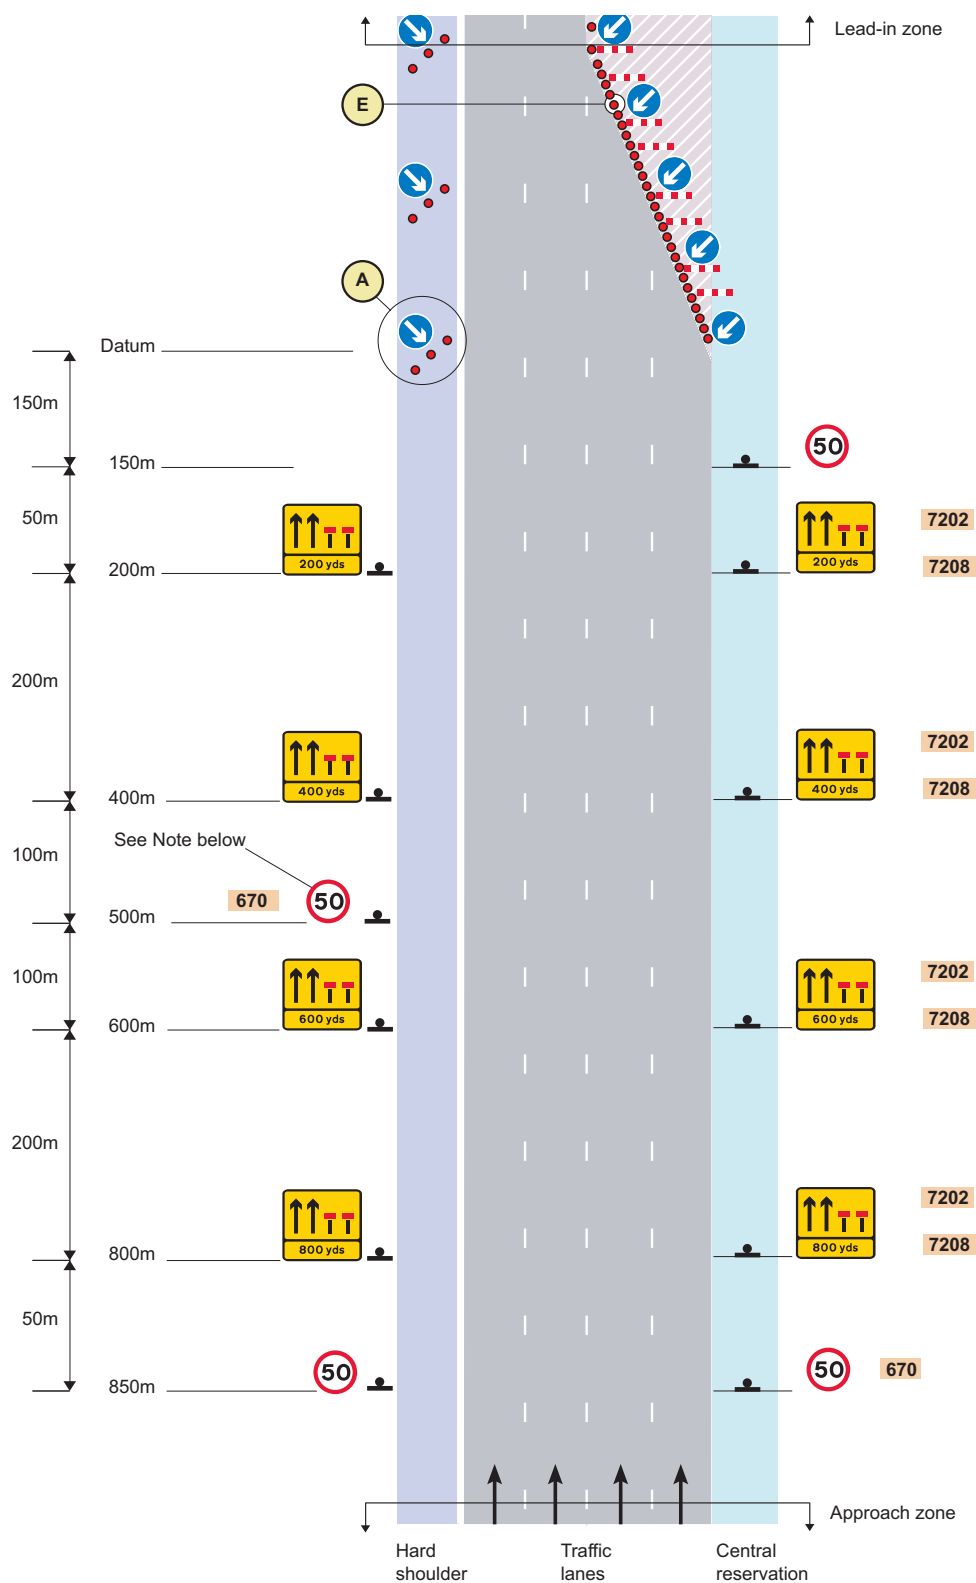 Lead-in zone
E
A
Datum
150m
150m
50
50m
200 yds
200 yds
7202
200m
7208
200m
400 yds
400 yds
7202
400m
7208
See Note below
100m
670
50
500m
100m
600 yds
600 yds
7202
600m
7208
200m
800 yds
800 yds
7202
800m
7208
50m
50
50
670
850m
Approach zone
Hard
shoulder
Traffic
lanes
Central
reservation